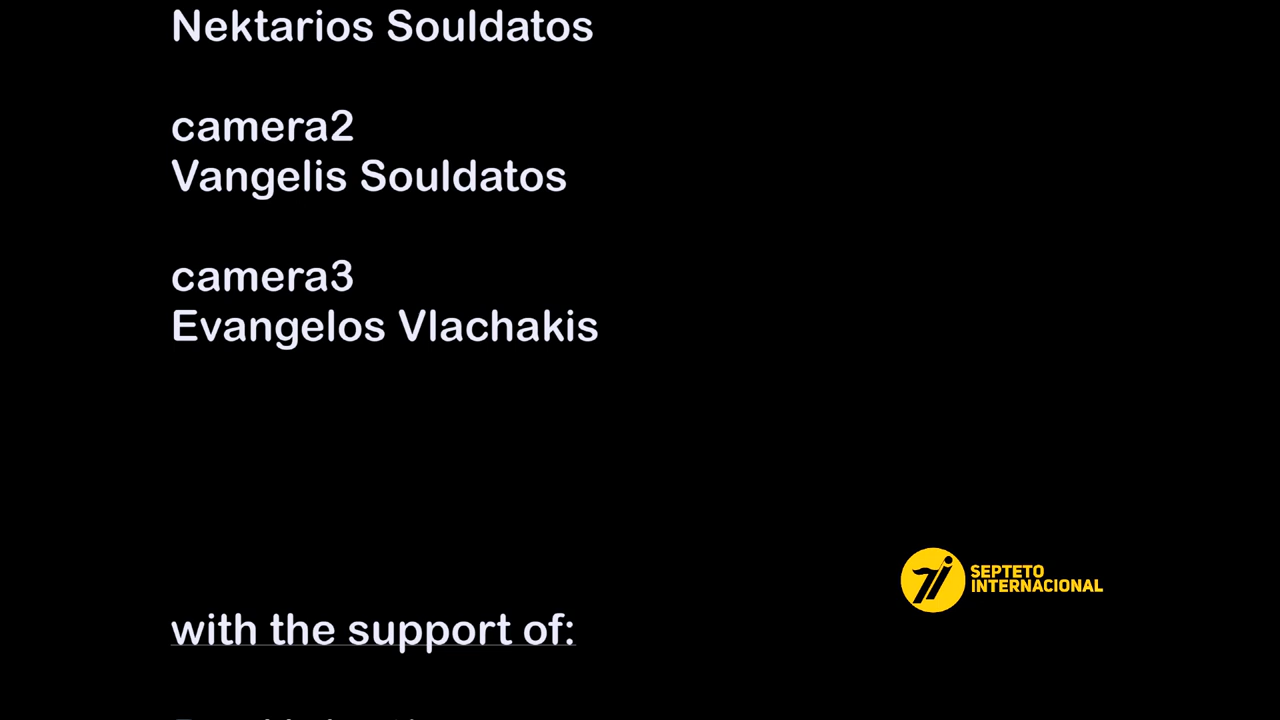 Nektarios Souldatos
camera2
Vangelis Souldatos
camera3
Evangelos Vlachakis
SEPTETO
INTERNACIONAL
with the support of: